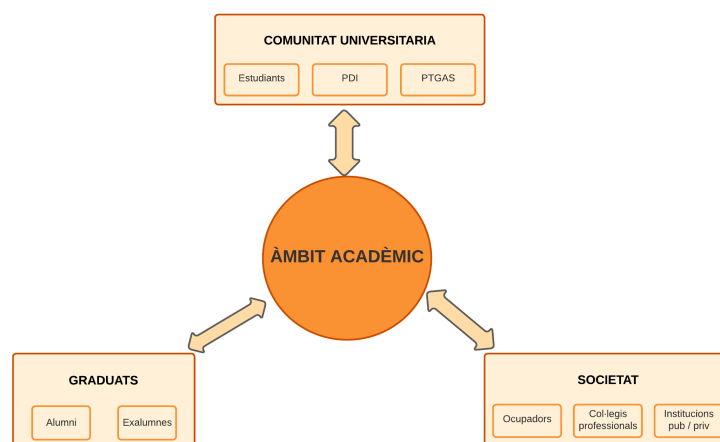 COMUNITAT UNIVERSITARIA
Estudiants
PDI
PTGAS
ÀMBIT ACADÈMIC
GRADUATS
Alumni
Exalumnes
SOCIETAT
Ocupadors
Col·legis
professionals
Institucions
pub / priv